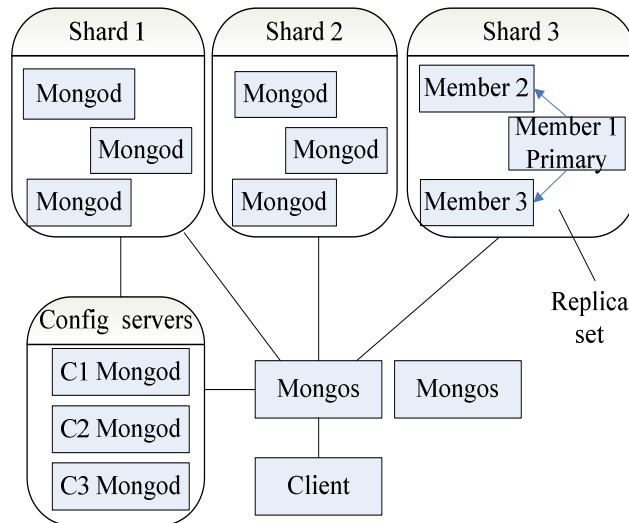 Shard 1
Shard 2
Shard 3
Mongod
Mongod
Mongod
Mongod
Mongod
Mongod
Member 2
Member 1
Primary
Member 3
Replica
set
Config servers
C1 Mongod
C2 Mongod
C3 Mongod
Mongos
Mongos
Client